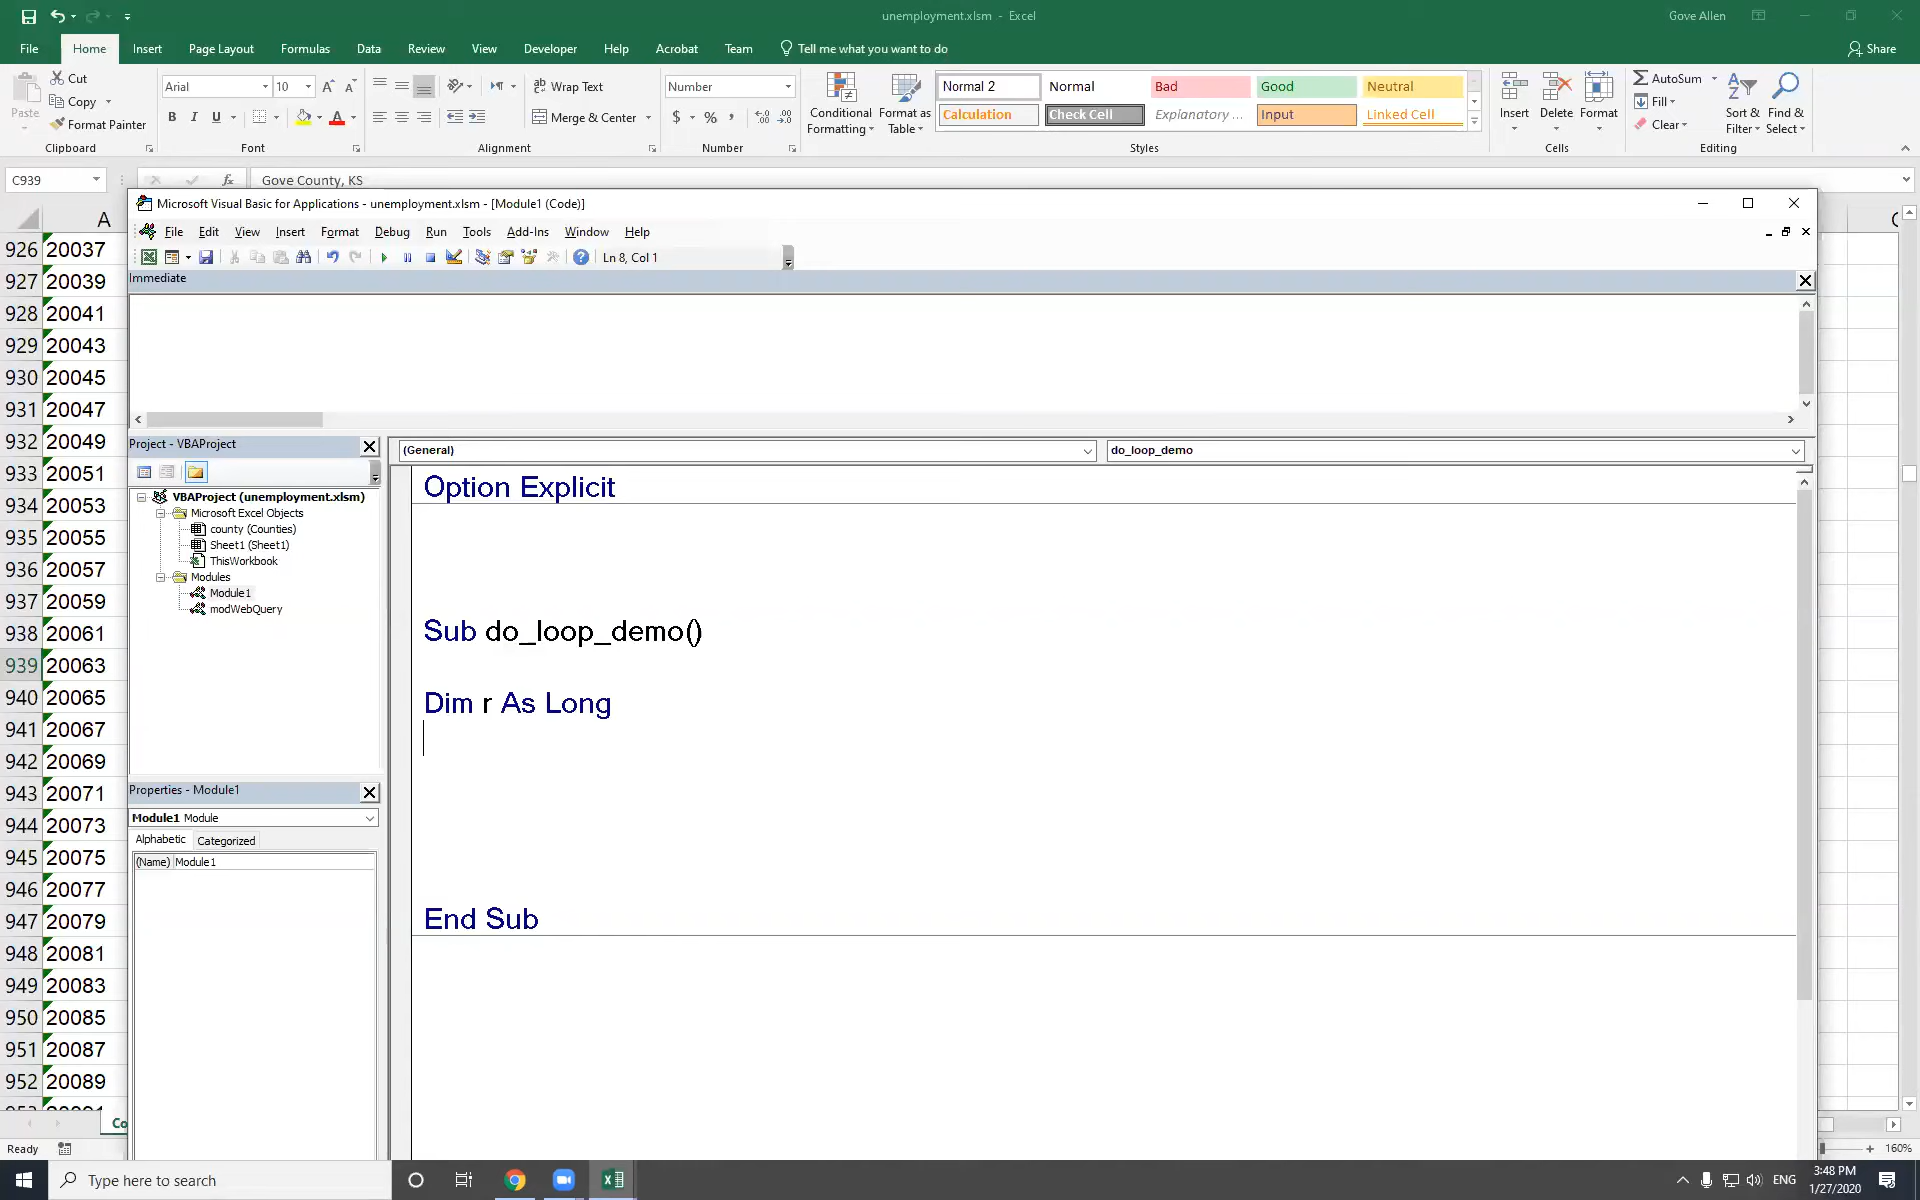 unemployment.xlsm - Excel
Gove Allen
File Home Insert Page Layout Formulas Data Review View Developer Help Acrobat Team Tell me what you want to do Share
Paste
Cut
Copy
Format Painter
Clipboard
Arial 10
B I U
Font
Wrap Text
Merge & Center
Alignment
Number
$ % ,
Number
Conditional Formatting
Format as Table
Normal 2 Normal Bad Good Neutral
Calculation Check Cell Explanatory ... Input Linked Cell
Styles
Insert Delete Format
Cells
AutoSum
Fill
Clear
Sort & Filter
Find & Select
Editing
C939 fx Gove County, KS
A
926 20037
927 20039
928 20041
929 20043
930 20045
931 20047
932 20049
933 20051
934 20053
935 20055
936 20057
937 20059
938 20061
939 20063
940 20065
941 20067
942 20069
943 20071
944 20073
945 20075
946 20077
947 20079
948 20081
949 20083
950 20085
951 20087
952 20089
Microsoft Visual Basic for Applications - unemployment.xlsm - [Module1 (Code)]
File Edit View Insert Format Debug Run Tools Add-Ins Window Help
Ln 8, Col 1
Immediate
Project - VBAProject
VBAProject (unemployment.xlsm)
Microsoft Excel Objects
county (Counties)
Sheet1 (Sheet1)
ThisWorkbook
Modules
Module1
modWebQuery
Properties - Module1
Module1 Module
Alphabetic Categorized
(Name) Module1
(General) do_loop_demo
Option Explicit
Sub do_loop_demo()
Dim r As Long
End Sub
Co
Ready
160%
Type here to search
ENG
3:48 PM
1/27/2020